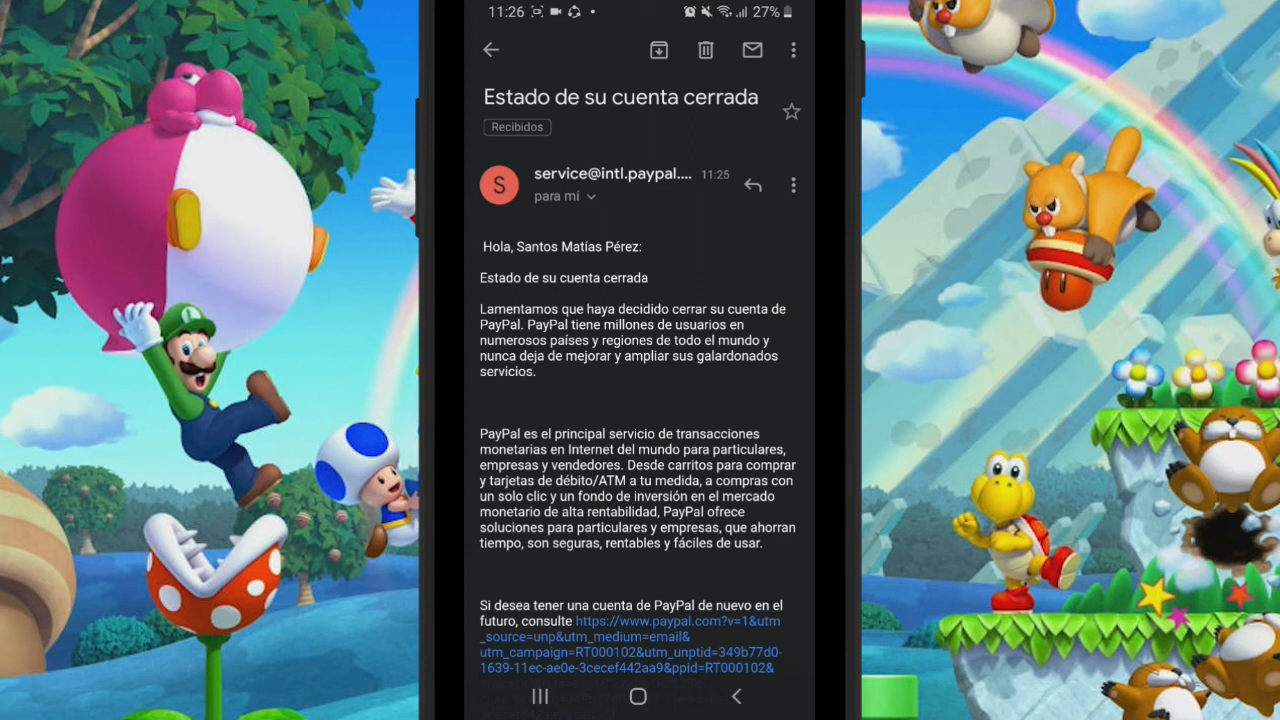 11:26
27%
Estado de su cuenta cerrada
Recibidos
S
service@intl.paypal....
11:25
para mí
Hola, Santos Matías Pérez:
Estado de su cuenta cerrada
Lamentamos que haya decidido cerrar su cuenta de
PayPal. PayPal tiene millones de usuarios en
numerosos países y regiones de todo el mundo y
nunca deja de mejorar y ampliar sus galardonados
servicios.
PayPal es el principal servicio de transacciones
monetarias en Internet del mundo para particulares,
empresas y vendedores. Desde carritos para comprar
y tarjetas de débito/ATM a tu medida, a compras con
un solo clic y un fondo de inversión en el mercado
monetario de alta rentabilidad, PayPal ofrece
soluciones para particulares y empresas, que ahorran
tiempo, son seguras, rentables y fáciles de usar.
Si desea tener una cuenta de PayPal de nuevo en el
futuro, consulte https://www.paypal.com?v=1&utm
_source=unp&utm_medium=email&
utm_campaign=RT000102&utm_unptid=349b77d0-
1639-11ec-ae0e-3cecef442aa9&ppid=RT000102&